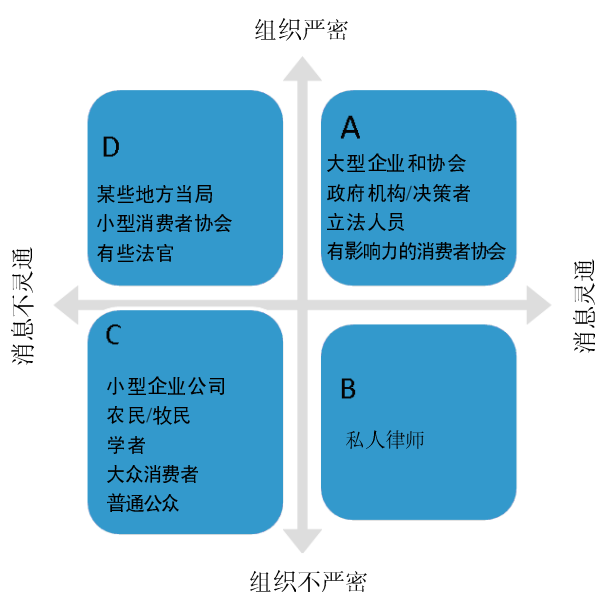 组织严密
D
某些地方当局
小型消费者协会
有些法官
A
大型企业和协会
政府机构/决策者
立法人员
有影响力的消费者协会
消息不灵通
消息灵通
C
小型企业公司
农民/牧民
学者
大众消费者
普通公众
B
私人律师
组织不严密